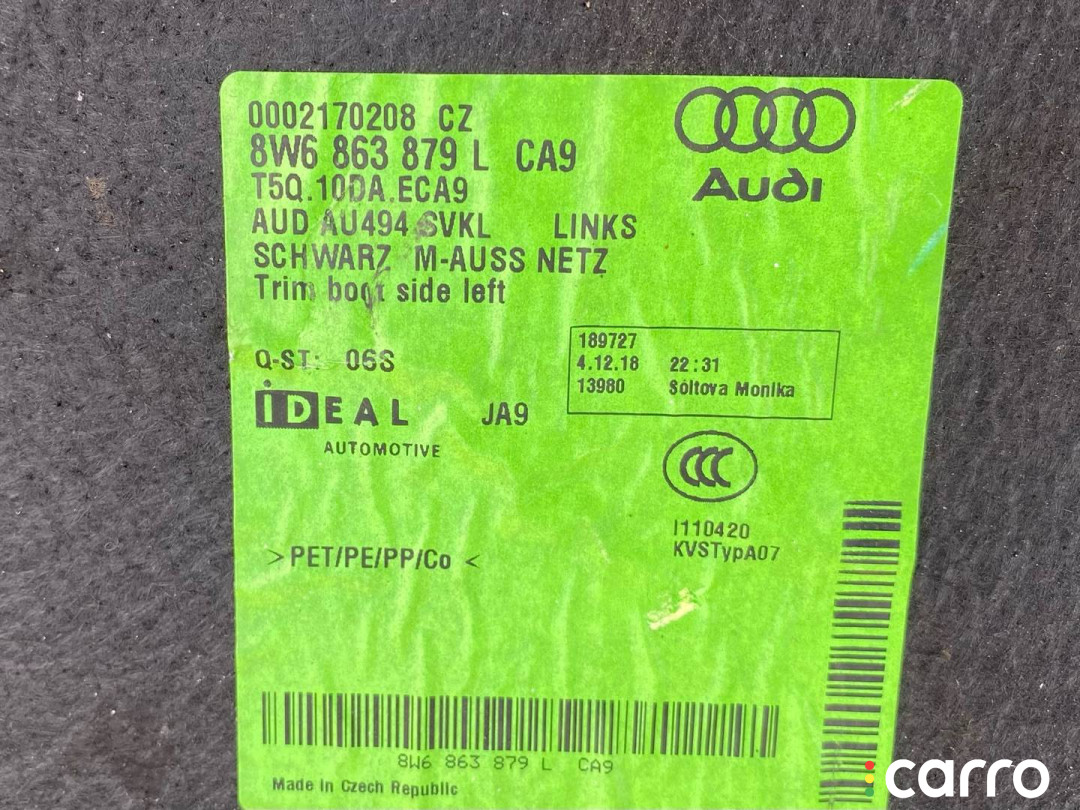 0002170208 CZ
8W6 863 879 L CA9
T5Q.10DA.ECA9
AUD AU494 SVKL LINKS
SCHWARZ M-AUSS NETZ
Trim boot side left
Audi
Q-ST: 06S
189727
4.12.18 22:31
13980 Soltova Monika
iDEAL JA9
AUTOMOTIVE
CCC
I110420
KVSTypA07
>PET/PE/PP/Co <
8W6 863 879 L CA9
Made in Czech Republic
carro